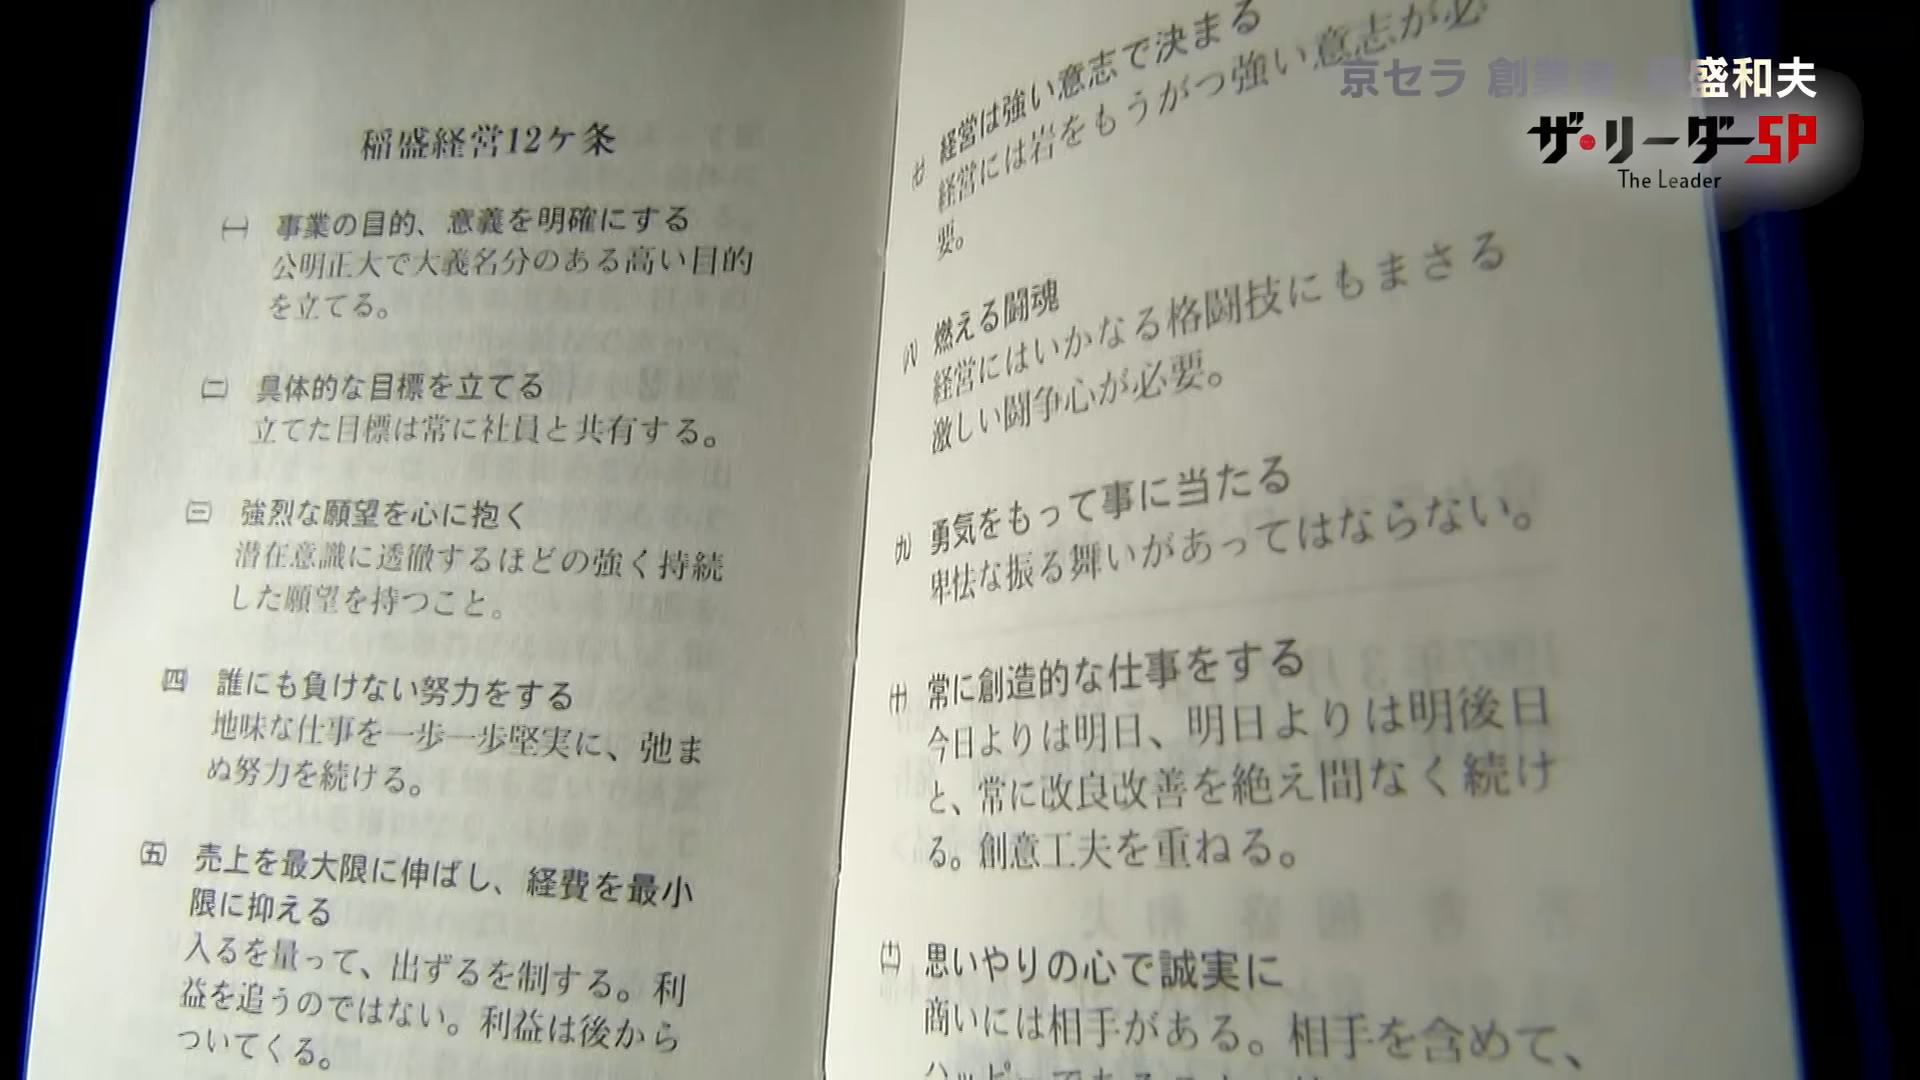 稲盛経営12ケ条
㈠ 事業の目的、意義を明確にする
公明正大で大義名分のある高い目的
を立てる。
㈡ 具体的な目標を立てる
立てた目標は常に社員と共有する。
㈢ 強烈な願望を心に抱く
潜在意識に透徹するほどの強く持続
した願望を持つこと。
㈣ 誰にも負けない努力をする
地味な仕事を一歩一歩堅実に、弛ま
ぬ努力を続ける。
㈤ 売上を最大限に伸ばし、経費を最小
限に抑える
入るを量って、出ずるを制する。利
益を追うのではない。利益は後から
ついてくる。
㈦ 経営は強い意志で決まる
経営には岩をもうがつ強い意志が必
要。
㈧ 燃える闘魂
経営にはいかなる格闘技にもまさる
激しい闘争心が必要。
㈨ 勇気をもって事に当たる
卑怯な振る舞いがあってはならない。
㈩ 常に創造的な仕事をする
今日よりは明日、明日よりは明後日
と、常に改良改善を絶え間なく続け
る。創意工夫を重ねる。
(十一) 思いやりの心で誠実に
商いには相手がある。相手を含めて、
京セラ 創業者 盛和夫
ザ・リーダーSP
The Leader